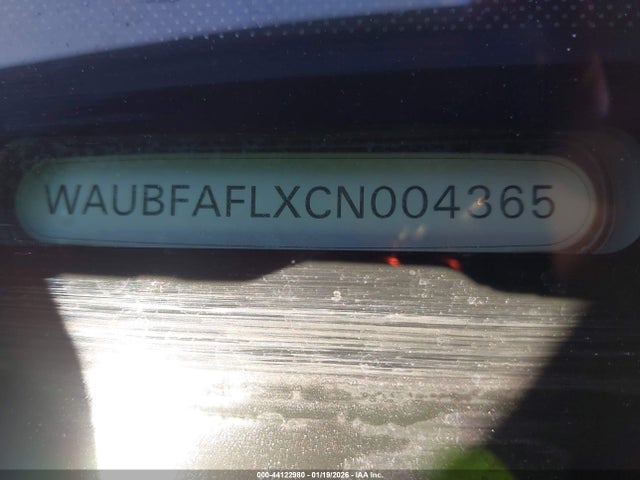 WAUBFAFLXCN004365
000-44122980 - 01/19/2026 - IAA Inc.